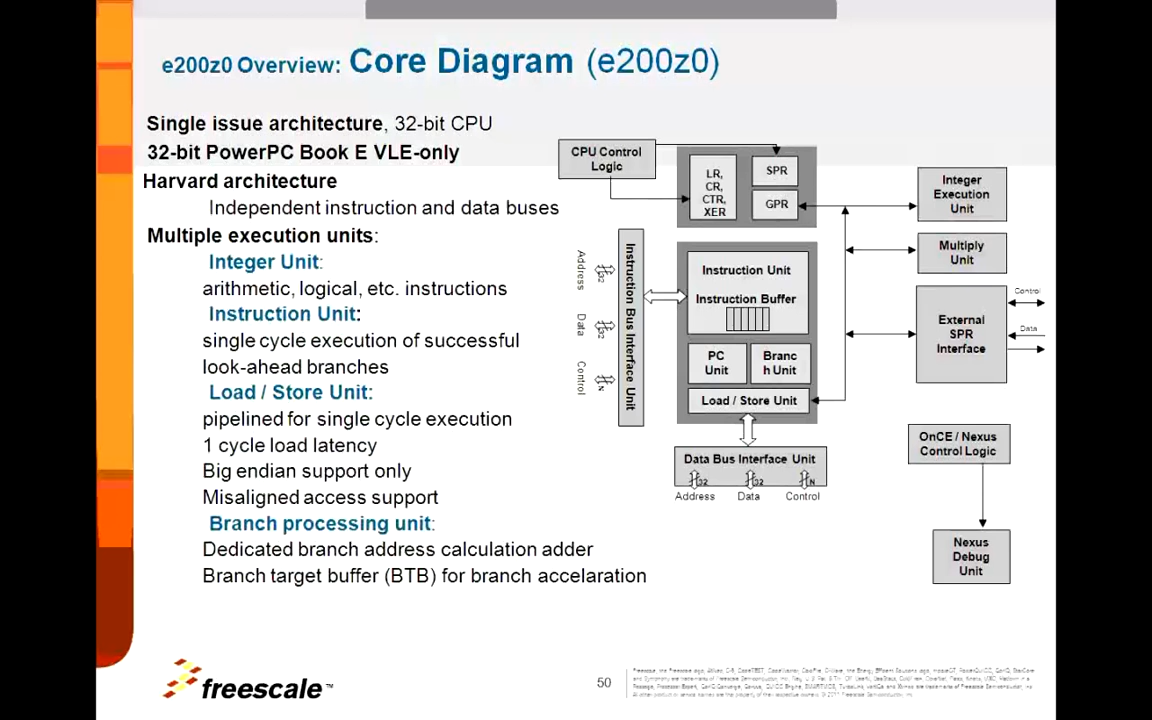 e200z0 Overview: Core Diagram (e200z0)
Single issue architecture, 32-bit CPU
32-bit PowerPC Book E VLE-only
Harvard architecture
Independent instruction and data buses
Multiple execution units:
Integer Unit:
arithmetic, logical, etc. instructions
Instruction Unit:
single cycle execution of successful
look-ahead branches
Load / Store Unit:
pipelined for single cycle execution
1 cycle load latency
Big endian support only
Misaligned access support
Branch processing unit:
Dedicated branch address calculation adder
Branch target buffer (BTB) for branch accelaration
CPU Control
Logic
LR,
CR,
CTR,
XER
SPR
GPR
Integer
Execution
Unit
Multiply
Unit
External
SPR
Interface
Control
Data
Instruction Bus Interface Unit
Address
32
Data
32
Control
N
Instruction Unit
Instruction Buffer
PC
Unit
Branc
h Unit
Load / Store Unit
Data Bus Interface Unit
32
32
N
Address
Data
Control
OnCE / Nexus
Control Logic
Nexus
Debug
Unit
freescale™
50